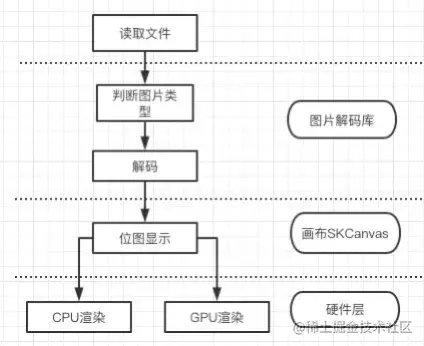 读取文件
判断图片类
型
图片解码库
解码
位图显示
画布SKCanvas
CPU渲染
GPU渲染
硬件层
@稀土掘金技术社区